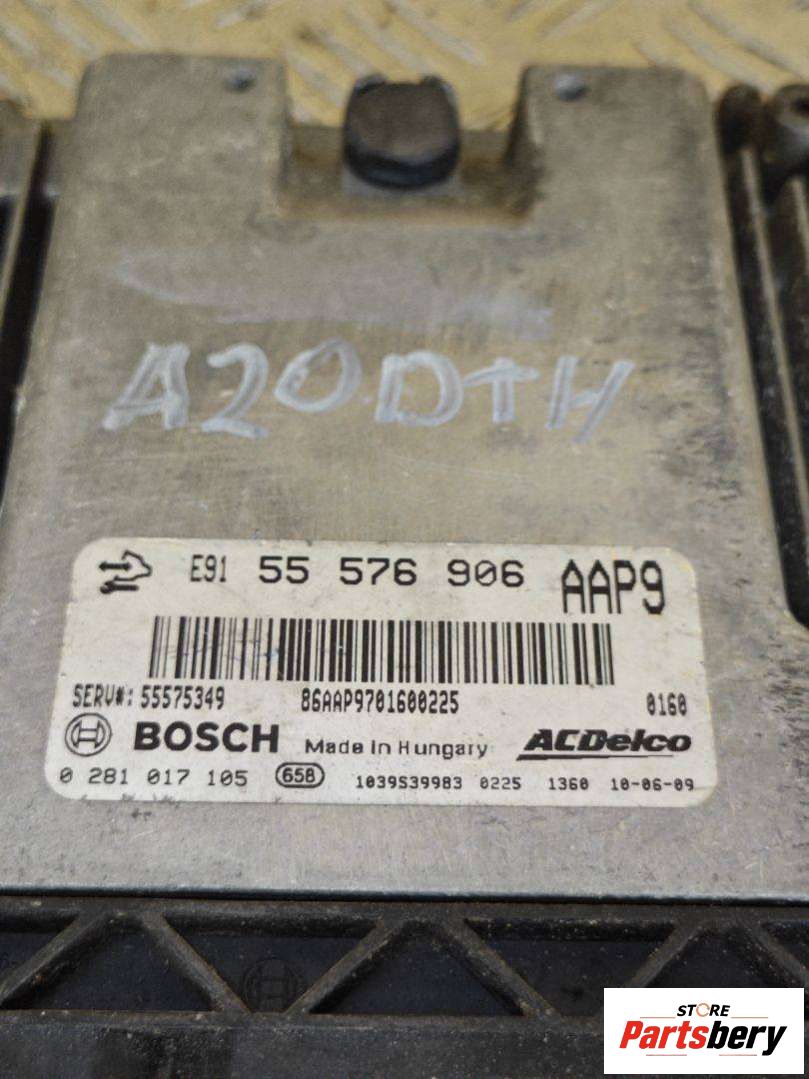 A20DTH
E91 55 576 906 AAP9
SERV#: 55575349 86AAP9701600225 0160
BOSCH Made in Hungary ACDelco
0 281 017 105 658 1039S39983 0225 1360 10-06-09
STORE
Partsbery